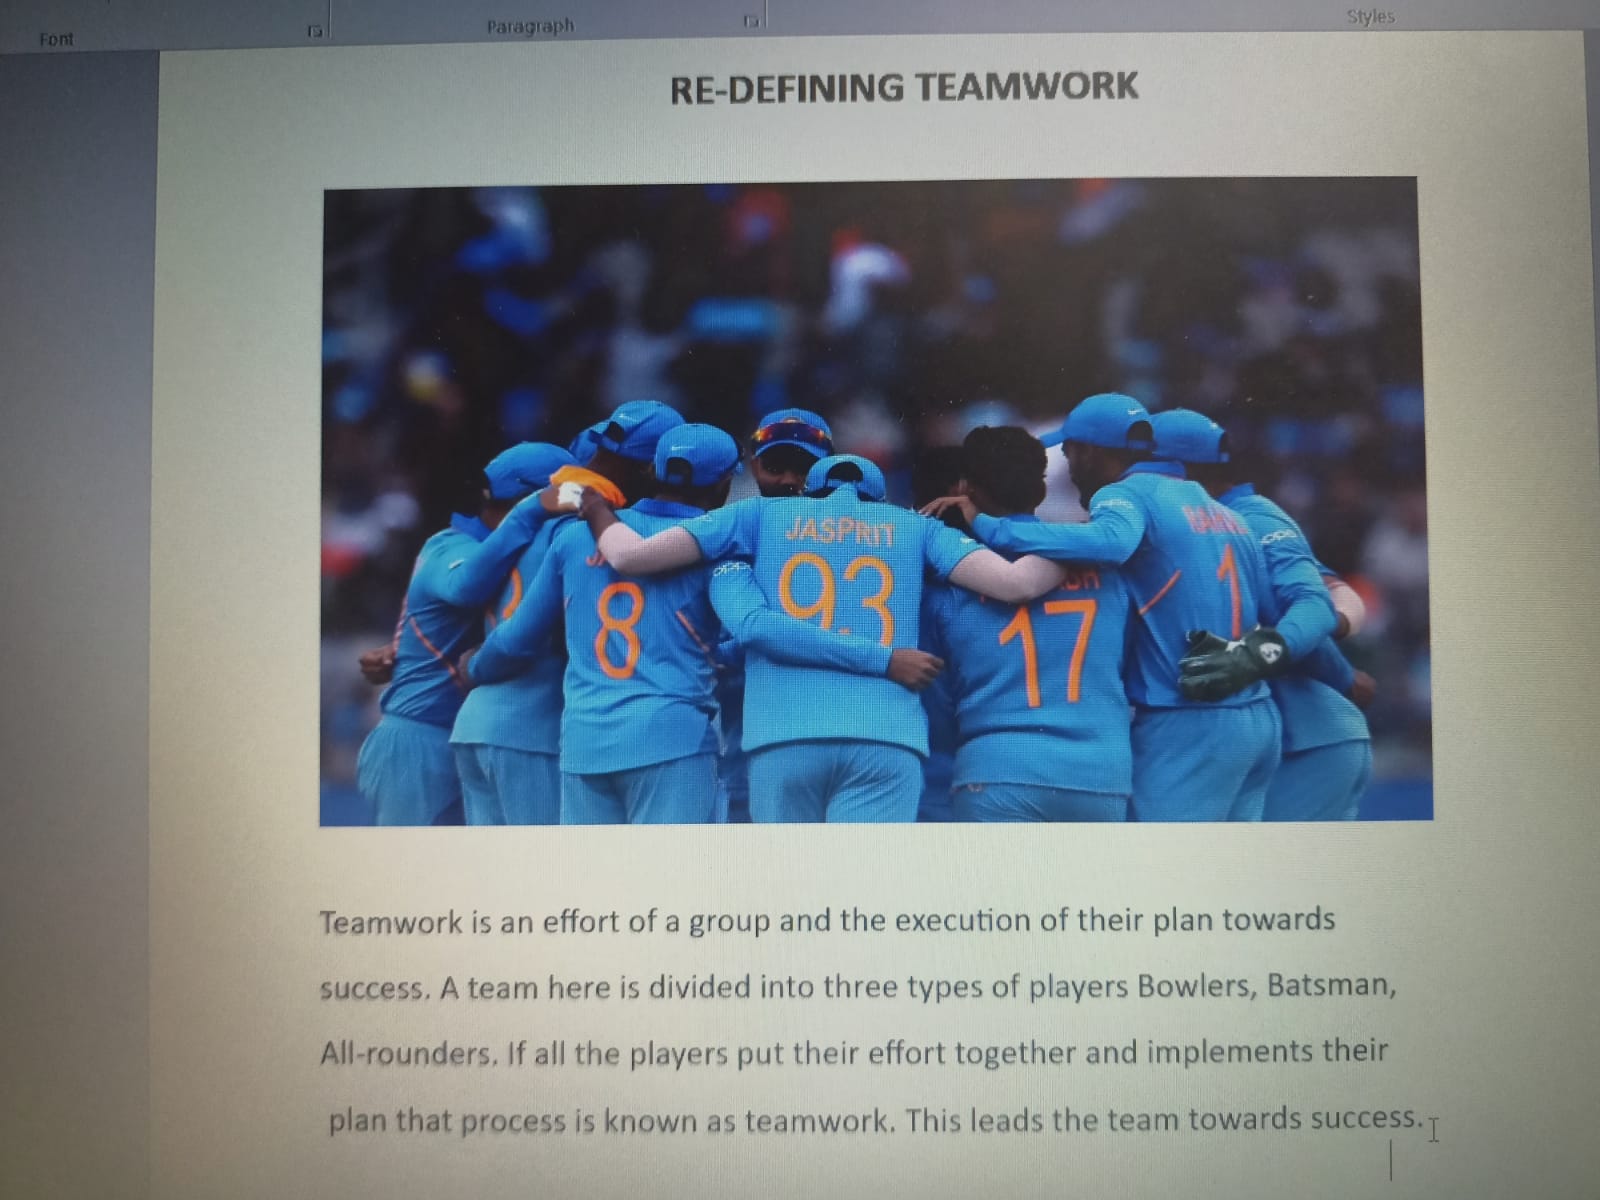 Font
Paragraph
Styles
RE-DEFINING TEAMWORK
JASPRIT
93
8
17
1
oppo
Teamwork is an effort of a group and the execution of their plan towards
success. A team here is divided into three types of players Bowlers, Batsman,
All-rounders. If all the players put their effort together and implements their
plan that process is known as teamwork. This leads the team towards success.